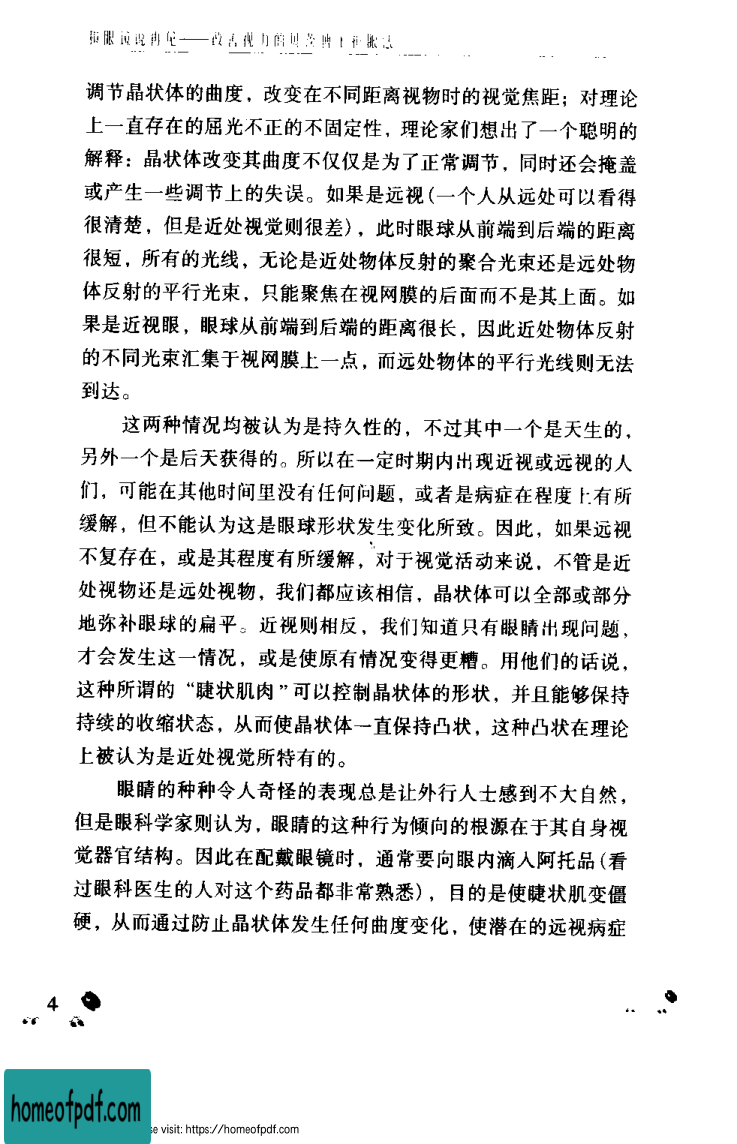 调节晶状体的曲度，改变在不同距离视物时的视觉焦距；对理论
上一直存在的屈光不正的不固定性，理论家们想出了一个聪明的
解释：晶状体改变其曲度不仅仅是为了正常调节，同时还会掩盖
或产生一些调节上的失误。如果是远视(一个人从远处可以看得
很清楚，但是近处视觉则很差)，此时眼球从前端到后端的距离
很短，所有的光线，无论是近处物体反射的聚合光束还是远处物
体反射的平行光束，只能聚焦在视网膜的后面而不是其上面。如
果是近视眼，眼球从前端到后端的距离很长，因此近处物体反射
的不同光束汇集于视网膜上一点，而远处物体的平行光线则无法
到达。
这两种情况均被认为是持久性的，不过其中一个是天生的，
另外一个是后天获得的。所以在一定时期内出现近视或远视的人
们，可能在其他时间里没有任何问题，或者是病症在程度上有所
缓解，但不能认为这是眼球形状发生变化所致。因此，如果远视
不复存在，或是其程度有所缓解，对于视觉活动来说，不管是近
处视物还是远处视物，我们都应该相信，晶状体可以全部或部分
地弥补眼球的扁平。近视则相反，我们知道只有眼睛出现问题，
才会发生这一情况，或是使原有情况变得更糟。用他们的话说，
这种所谓的“睫状肌肉”可以控制晶状体的形状，并且能够保持
持续的收缩状态，从而使晶状体一直保持凸状，这种凸状在理论
上被认为是近处视觉所特有的。
眼睛的种种令人奇怪的表现总是让外行人士感到不大自然，
但是眼科学家则认为，眼睛的这种行为倾向的根源在于其自身视
觉器官结构。因此在配戴眼镜时，通常要向眼内滴入阿托品(看
过眼科医生的人对这个药品都非常熟悉)，目的是使睫状肌变僵
硬，从而通过防止晶状体发生任何曲度变化，使潜在的远视病症
4
homeofpdf.com
se visit: https://homeofpdf.com